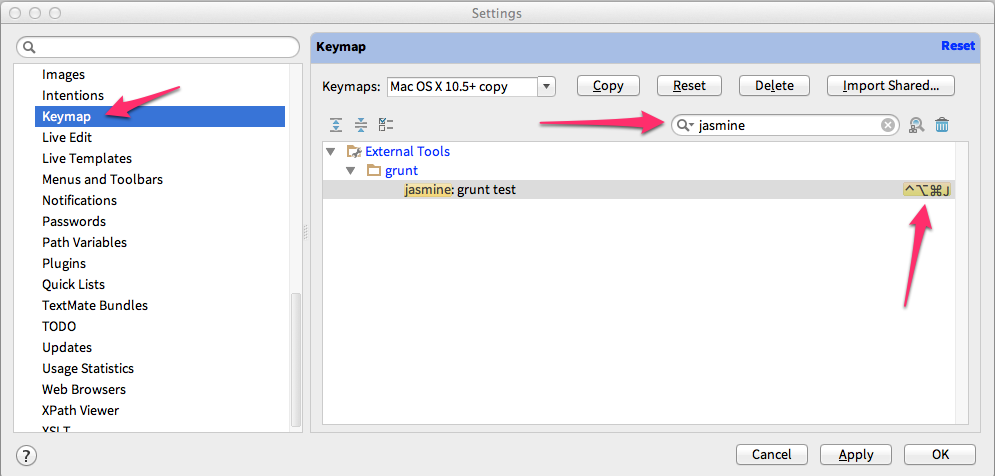 Settings
Keymap
Reset
Images
Intentions
Keymap
Live Edit
Live Templates
Menus and Toolbars
Notifications
Passwords
Path Variables
Plugins
Quick Lists
TextMate Bundles
TODO
Updates
Usage Statistics
Web Browsers
XPath Viewer
XSLT
Keymaps: Mac OS X 10.5+ copy Copy Reset Delete Import Shared...
jasmine
External Tools
grunt
jasmine: grunt test ^⌥⌘J
? Cancel Apply OK